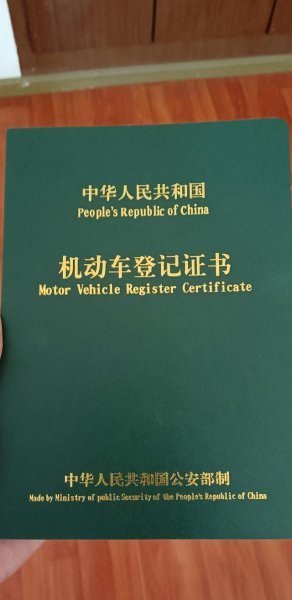 中华人民共和国
People's Republic of China
机动车登记证书
Motor Vehicle Register Certificate
中华人民共和国公安部制
Made by Ministry of public Security of the People's Republic of China